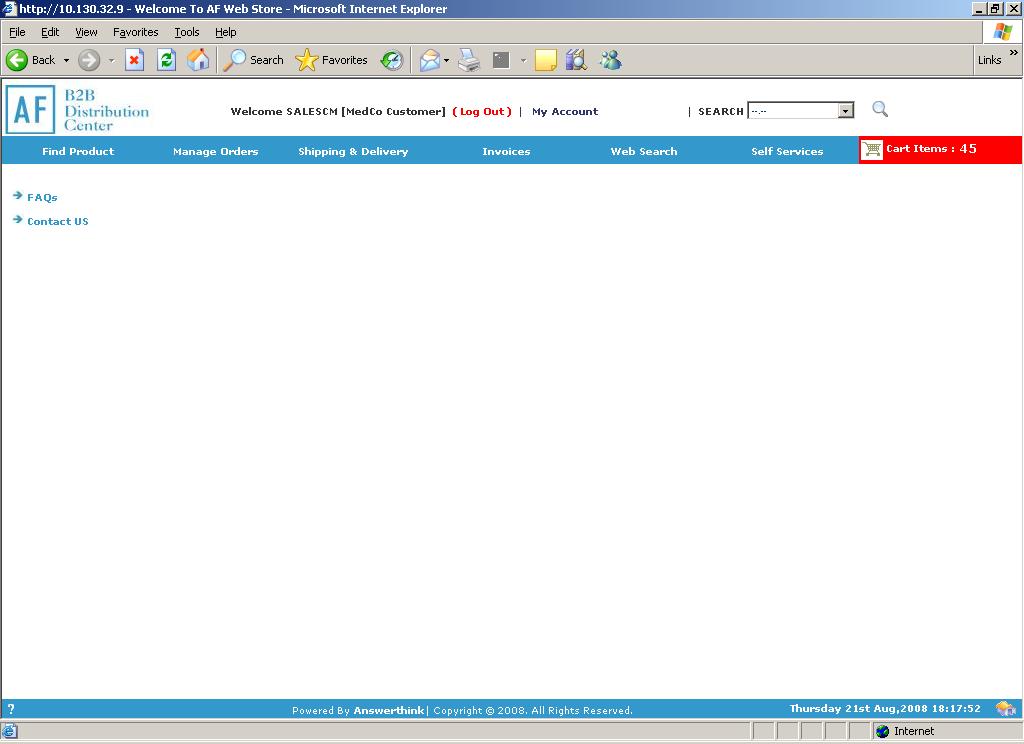 http://10.130.32.9 - Welcome To AF Web Store - Microsoft Internet Explorer
File Edit View Favorites Tools Help
Back Search Favorites Links »
AF B2B
Distribution
Center
Welcome SALESCM [MedCo Customer] ( Log Out ) | My Account | SEARCH --.--
Find Product Manage Orders Shipping & Delivery Invoices Web Search Self Services Cart Items : 45
FAQs
Contact US
? Powered By Answerthink| Copyright © 2008. All Rights Reserved. Thursday 21st Aug,2008 18:17:52
Internet